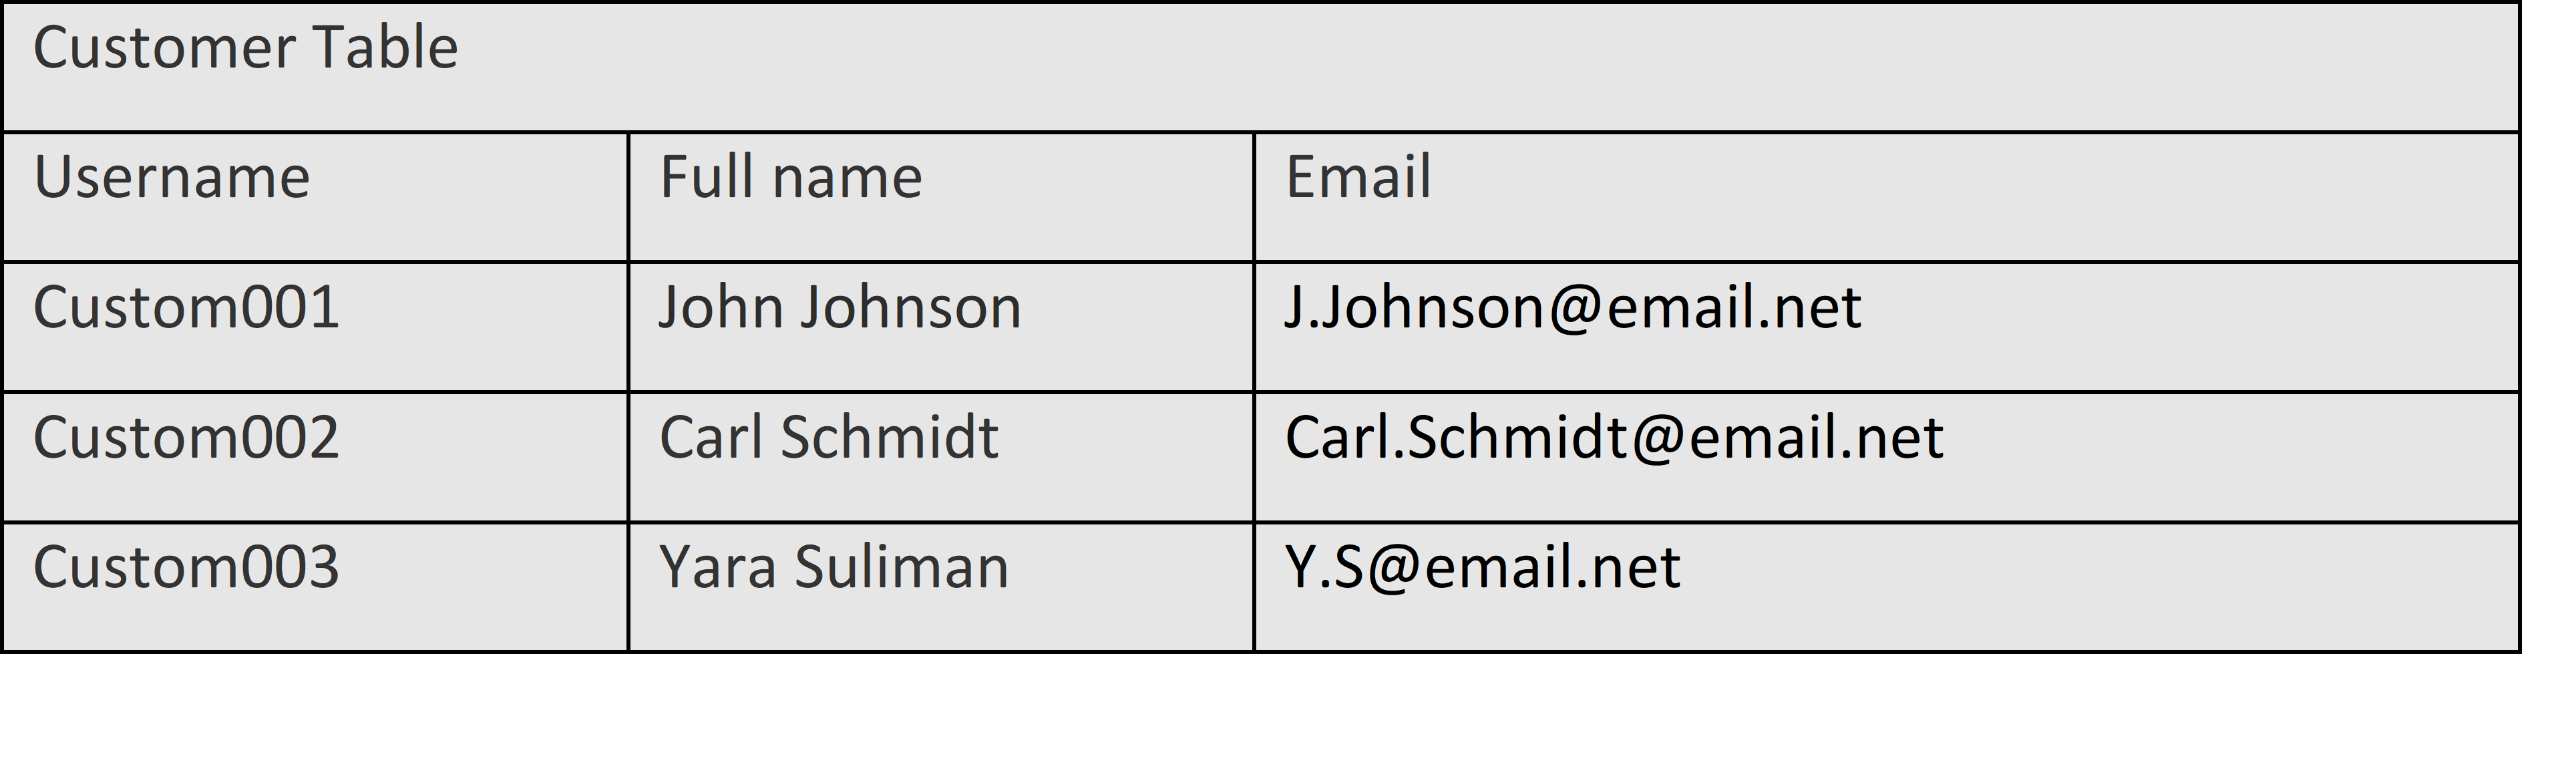 Customer Table
Username Full name Email
Custom001 John Johnson J.Johnson@email.net
Custom002 Carl Schmidt Carl.Schmidt@email.net
Custom003 Yara Suliman Y.S@email.net